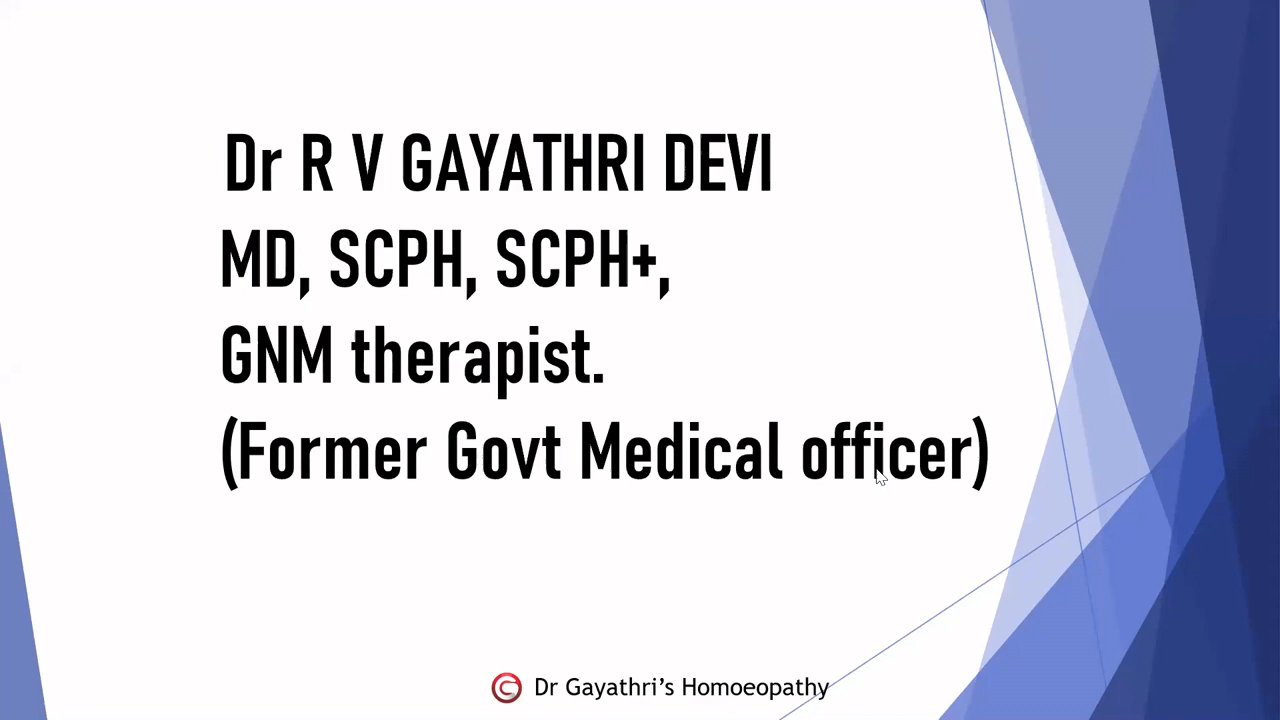 Dr R V GAYATHRI DEVI
MD, SCPH, SCPH+,
GNM therapist.
(Former Govt Medical officer)
Dr Gayathri's Homoeopathy